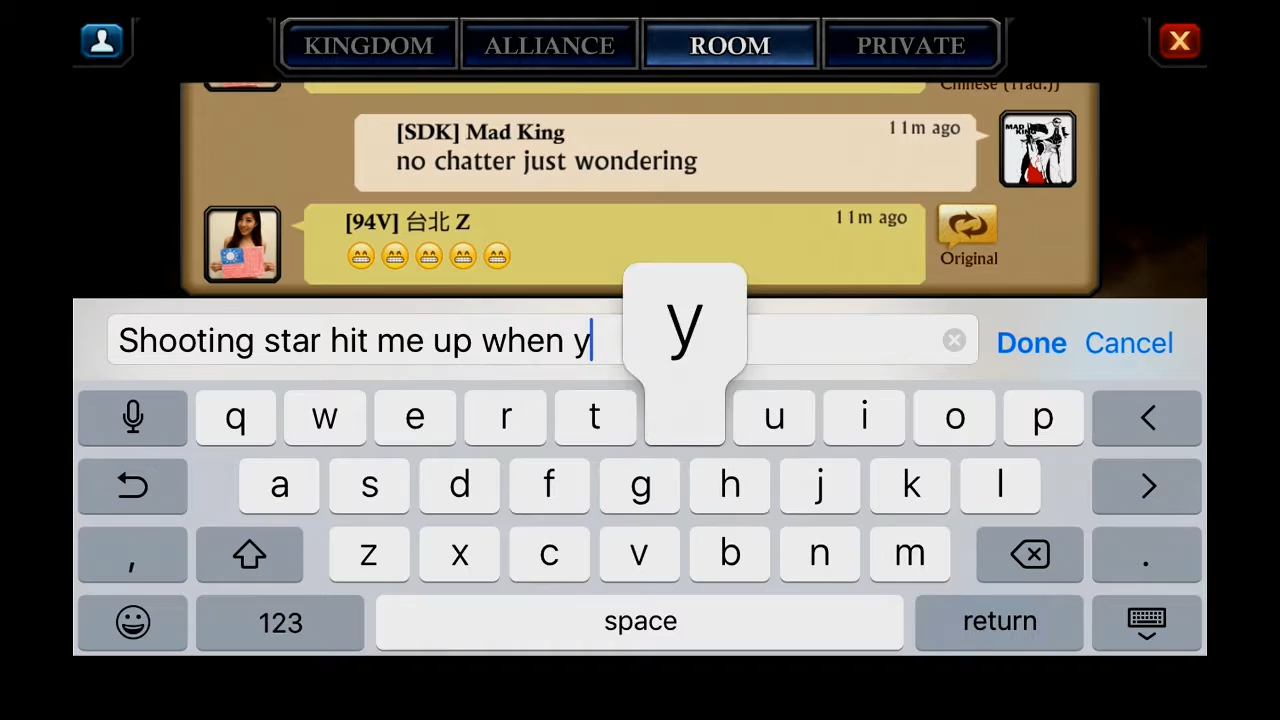 KINGDOM
ALLIANCE
ROOM
PRIVATE
X
Chinese (Trad.))
[SDK] Mad King
11m ago
no chatter just wondering
MAD KING
[94V] 台北 Z
11m ago
😁😁😁😁😁
Original
Shooting star hit me up when y
y
Done
Cancel
q w e r t u i o p
a s d f g h j k l
, z x c v b n m .
123
space
return